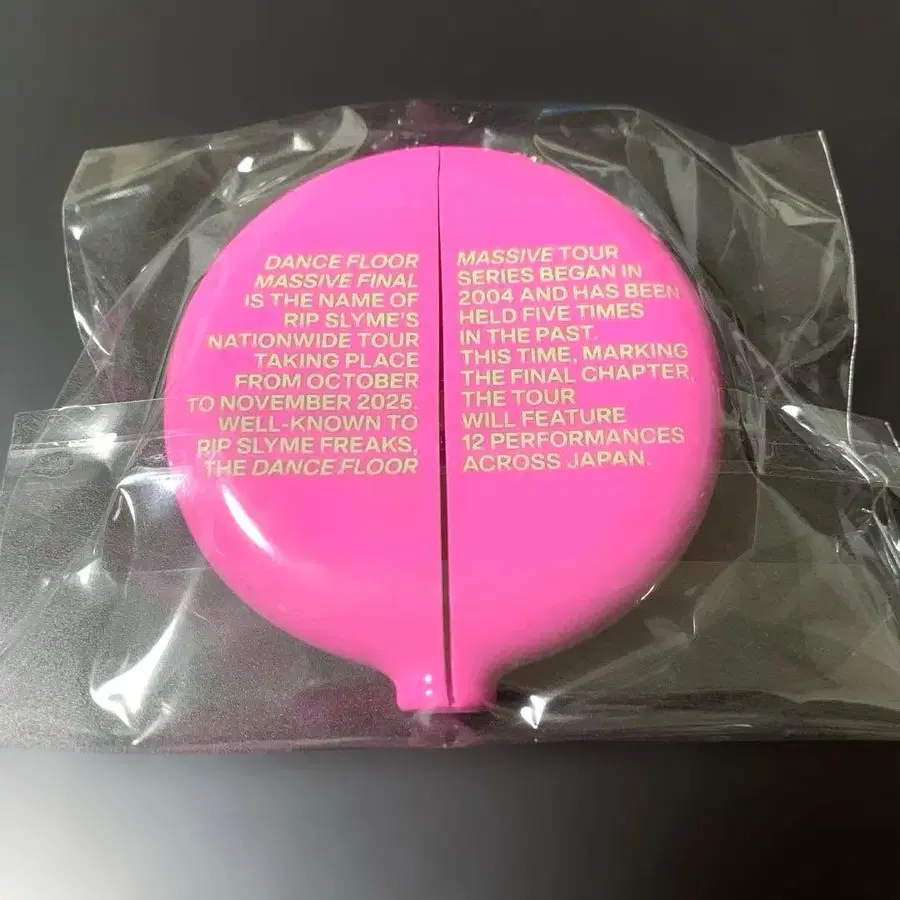 DANCE FLOOR
MASSIVE FINAL
IS THE NAME OF
RIP SLYME'S
NATIONWIDE TOUR
TAKING PLACE
FROM OCTOBER
TO NOVEMBER 2025.
WELL-KNOWN TO
RIP SLYME FREAKS,
THE DANCE FLOOR
MASSIVE TOUR
SERIES BEGAN IN
2004 AND HAS BEEN
HELD FIVE TIMES
IN THE PAST.
THIS TIME, MARKING
THE FINAL CHAPTER,
THE TOUR
WILL FEATURE
12 PERFORMANCES
ACROSS JAPAN.